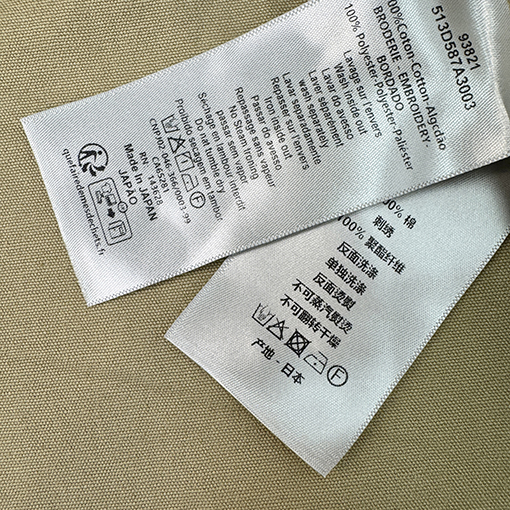 93821
513D587A3003
100%Coton-Cotton-Algodão
BRODERIE - EMBROIDERY-
BORDADO
100% Polyester-Polyester-Poliéster
Lavage sur l'envers
Wash inside out
Lavar do avesso
Laver séparément
wash separately
Lavar separadamente
Repasser sur l'envers
Iron inside out
Passar do avesso
Repassage sans vapeur
No Steam Ironing
passar sem vapor
Séchage en tambour interdit
Do not tumble dry
Proibido secagem em tambor
CA65281
RN 143628
Made In JAPAN
JAPÃO
quefairedemesdechets.fr
100% 棉
刺绣
100% 聚酯纤维
反面洗涤
单独洗涤
反面烫熨
不可蒸汽熨烫
不可翻转干燥
F
产地 - 日本